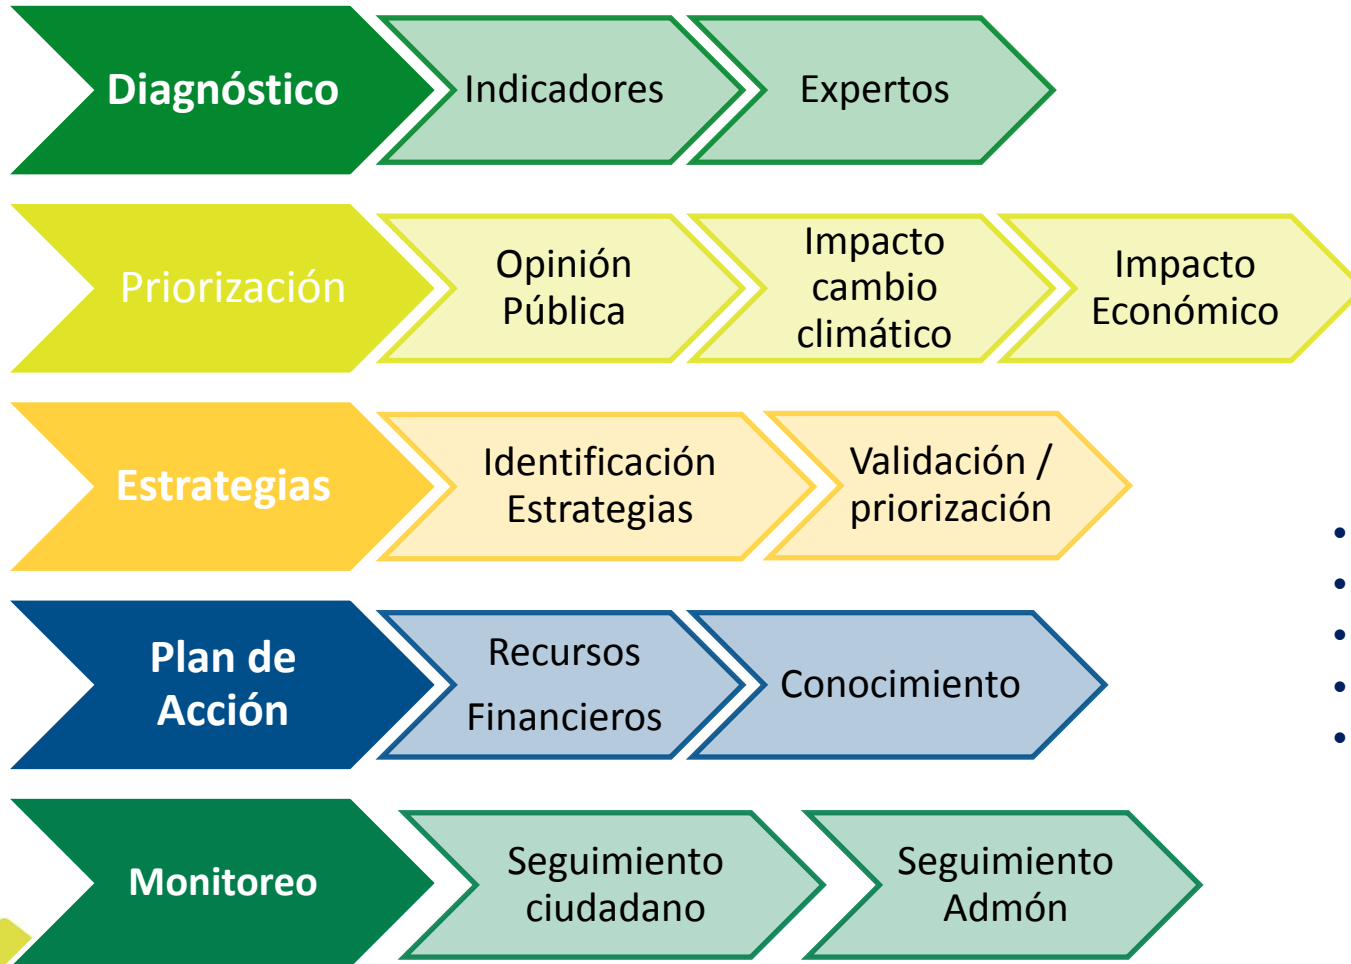 Diagnóstico
Indicadores
Expertos
Priorización
Opinión
Pública
Impacto
cambio
climático
Impacto
Económico
Estrategias
Identificación
Estrategias
Validación /
priorización
Plan de
Acción
Recursos
Financieros
Conocimiento
Monitoreo
Seguimiento
ciudadano
Seguimiento
Admón